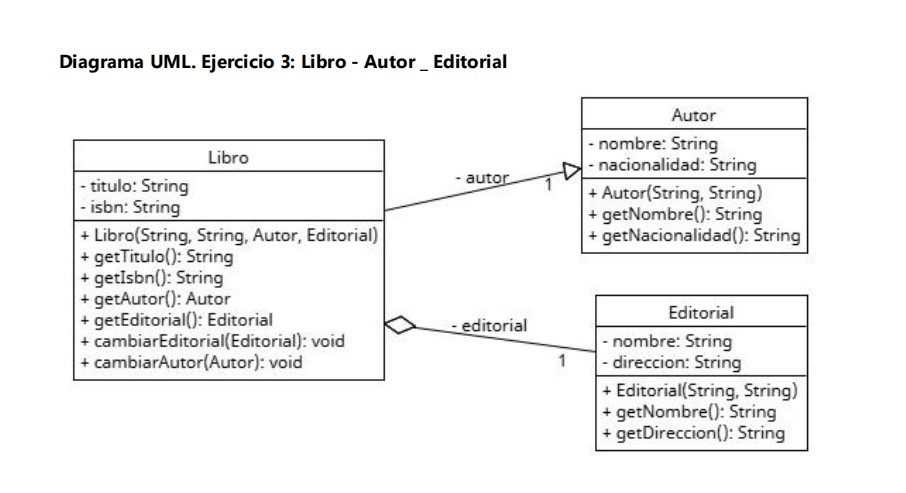 Diagrama UML. Ejercicio 3: Libro - Autor _ Editorial
Libro
- titulo: String
- isbn: String
+ Libro(String, String, Autor, Editorial)
+ getTitulo(): String
+ getIsbn(): String
+ getAutor(): Autor
+ getEditorial(): Editorial
+ cambiarEditorial(Editorial): void
+ cambiarAutor(Autor): void
- autor
1
Autor
- nombre: String
- nacionalidad: String
+ Autor(String, String)
+ getNombre(): String
+ getNacionalidad(): String
- editorial
1
Editorial
- nombre: String
- direccion: String
+ Editorial(String, String)
+ getNombre(): String
+ getDireccion(): String